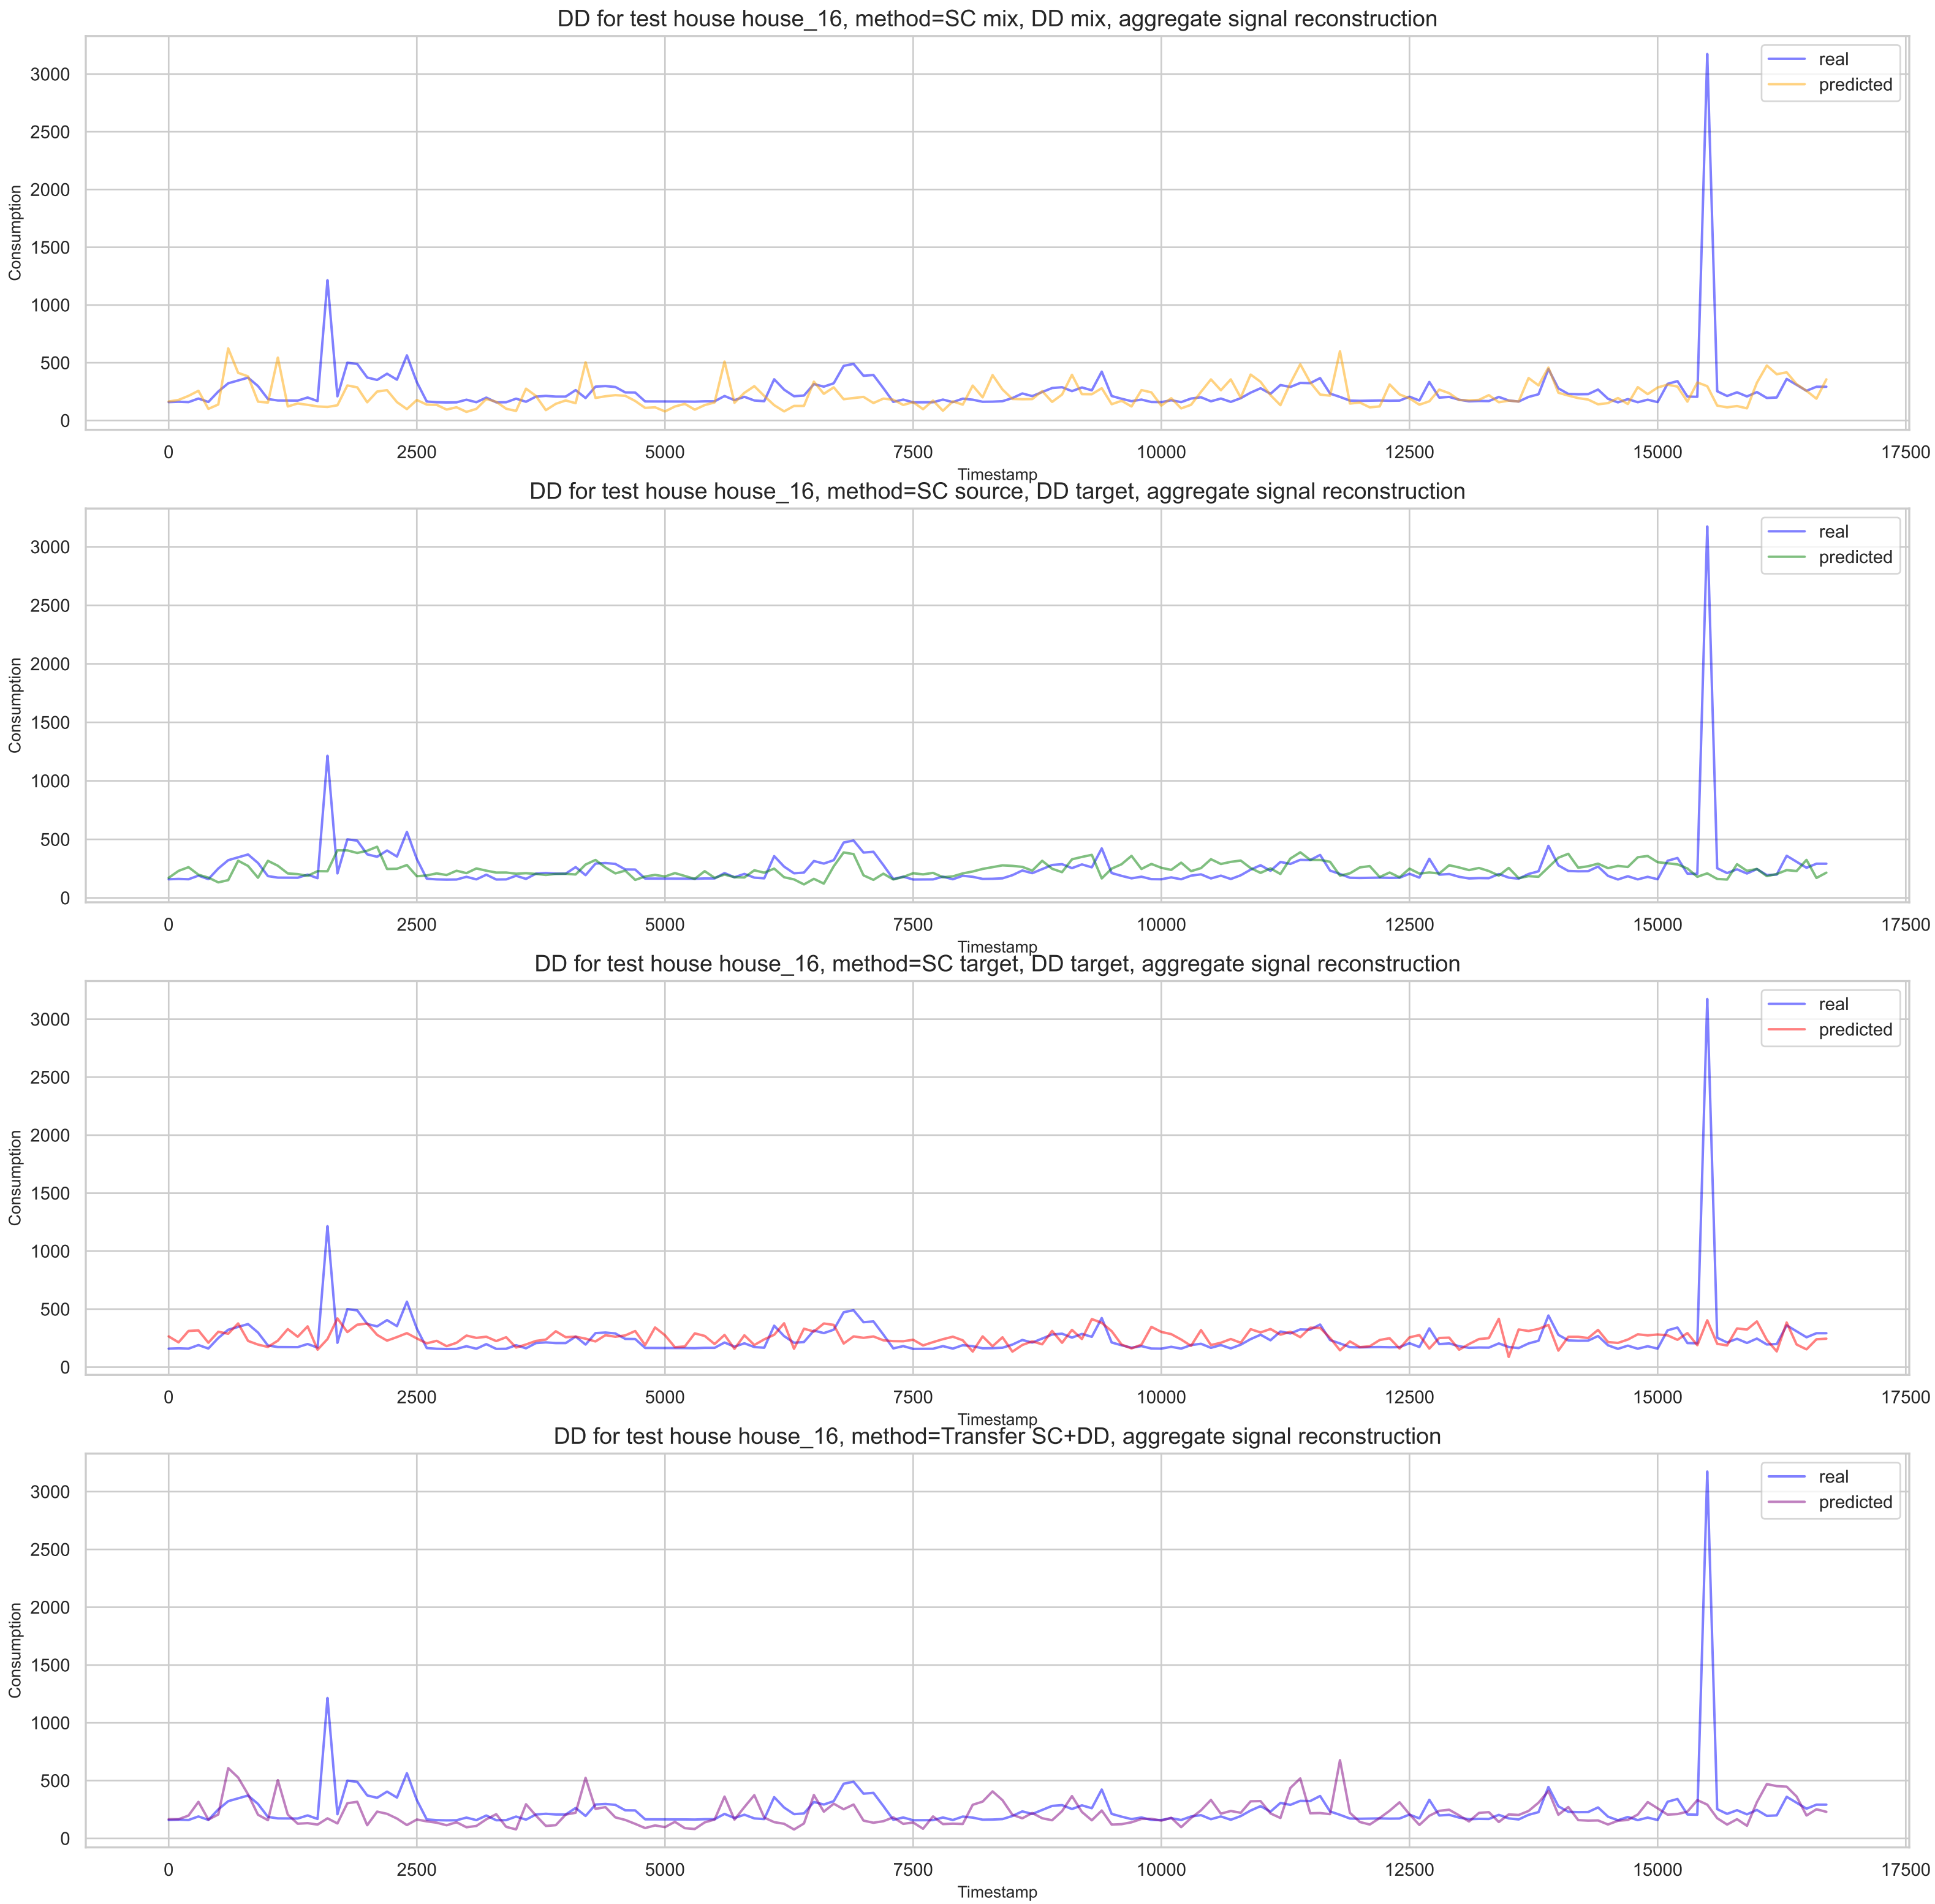 DD for test house house_16, method=SC mix, DD mix, aggregate signal reconstruction
real
predicted
3000
2500
2000
1500
1000
500
0
Consumption
0 2500 5000 7500 10000 12500 15000 17500
Timestamp
DD for test house house_16, method=SC source, DD target, aggregate signal reconstruction
real
predicted
3000
2500
2000
1500
1000
500
0
Consumption
0 2500 5000 7500 10000 12500 15000 17500
Timestamp
DD for test house house_16, method=SC target, DD target, aggregate signal reconstruction
real
predicted
3000
2500
2000
1500
1000
500
0
Consumption
0 2500 5000 7500 10000 12500 15000 17500
Timestamp
DD for test house house_16, method=Transfer SC+DD, aggregate signal reconstruction
real
predicted
3000
2500
2000
1500
1000
500
0
Consumption
0 2500 5000 7500 10000 12500 15000 17500
Timestamp